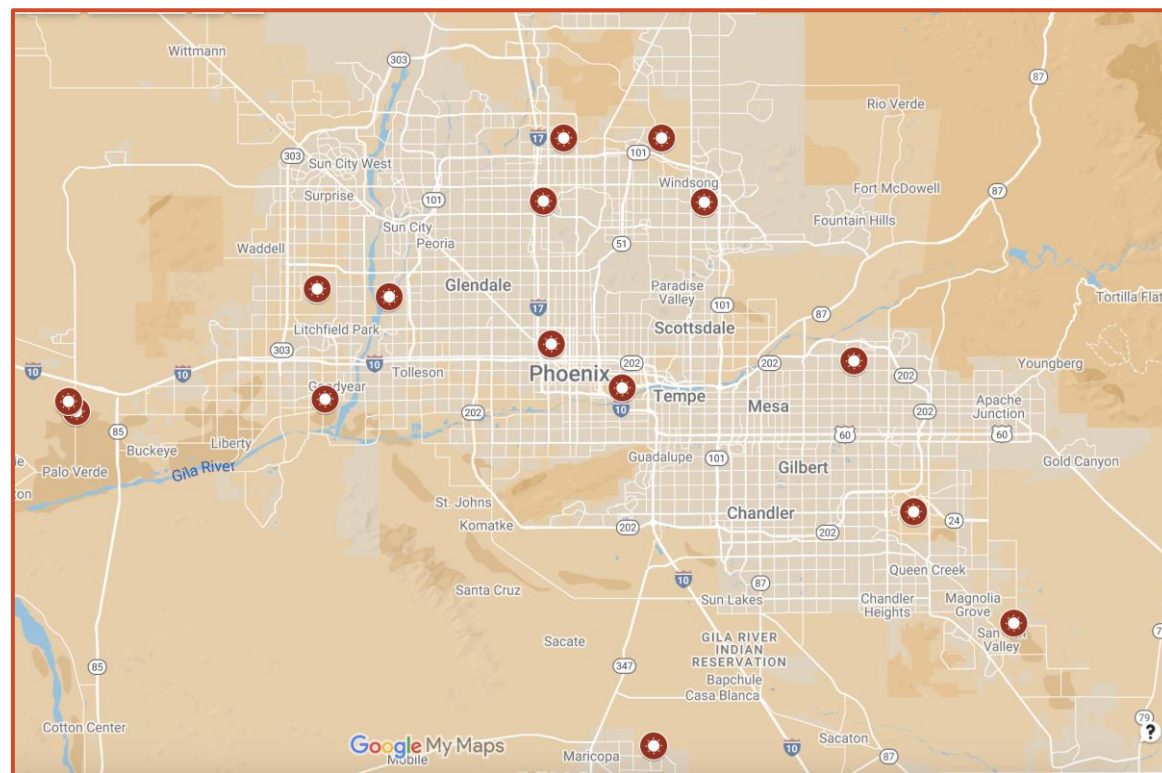 Wittmann
303
87
Rio Verde
17
101
303
Sun City West
Windsong
Fort McDowell
87
Surprise
101
Sun City
Fountain Hills
Peoria
51
Waddell
Glendale
Paradise
Valley
Tortilla Flat
101
17
87
Litchfield Park
Scottsdale
303
10
202
202
Youngberg
10
10
Phoenix
Tolleson
202
Goodyear
Tempe
Apache
Junction
Mesa
10
202
202
85
60
60
Liberty
Buckeye
Guadalupe
101
Gold Canyon
Palo Verde
Gila River
Gilbert
St. Johns
Chandler
Komatke
202
202
24
Queen Creek
10
87
Santa Cruz
Sun Lakes
Chandler
Heights
Magnolia
Grove
San
Valley
Sacate
GILA RIVER
INDIAN
RESERVATION
347
85
Bapchule
Casa Blanca
79
Cotton Center
Google My Maps
Sacaton
?
10
87
Maricopa
Mobile